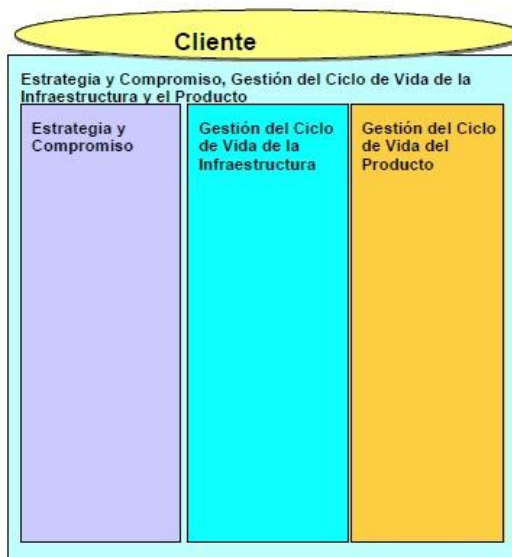 Cliente
Estrategia y Compromiso, Gestión del Ciclo de Vida de la
Infraestructura y el Producto
Estrategia y
Compromiso
Gestión del Ciclo
de Vida de la
Infraestructura
Gestión del Ciclo
de Vida del
Producto